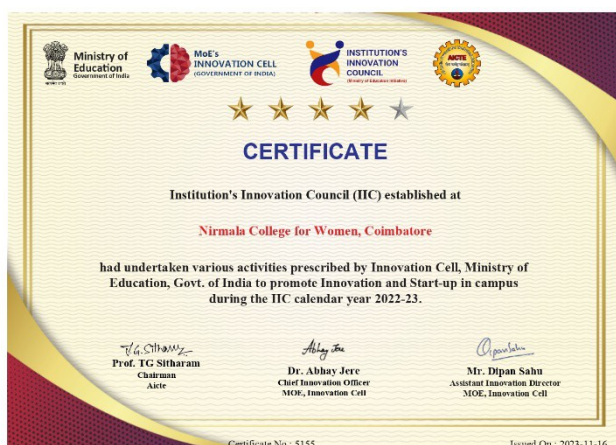 Ministry of
Education
Government of India
MoE's
INNOVATION CELL
(GOVERNMENT OF INDIA)
INSTITUTION'S
INNOVATION
COUNCIL
(Ministry of Education Initiative)
AICTE
CERTIFICATE
Institution's Innovation Council (IIC) established at
Nirmala College for Women, Coimbatore
had undertaken various activities prescribed by Innovation Cell, Ministry of
Education, Govt. of India to promote Innovation and Start-up in campus
during the IIC calendar year 2022-23.
Prof. TG Sitharam
Chairman
Aicte
Dr. Abhay Jere
Chief Innovation Officer
MOE, Innovation Cell
Mr. Dipan Sahu
Assistant Innovation Director
MOE, Innovation Cell
Certificate No : 5155
Issued On : 2023-11-16